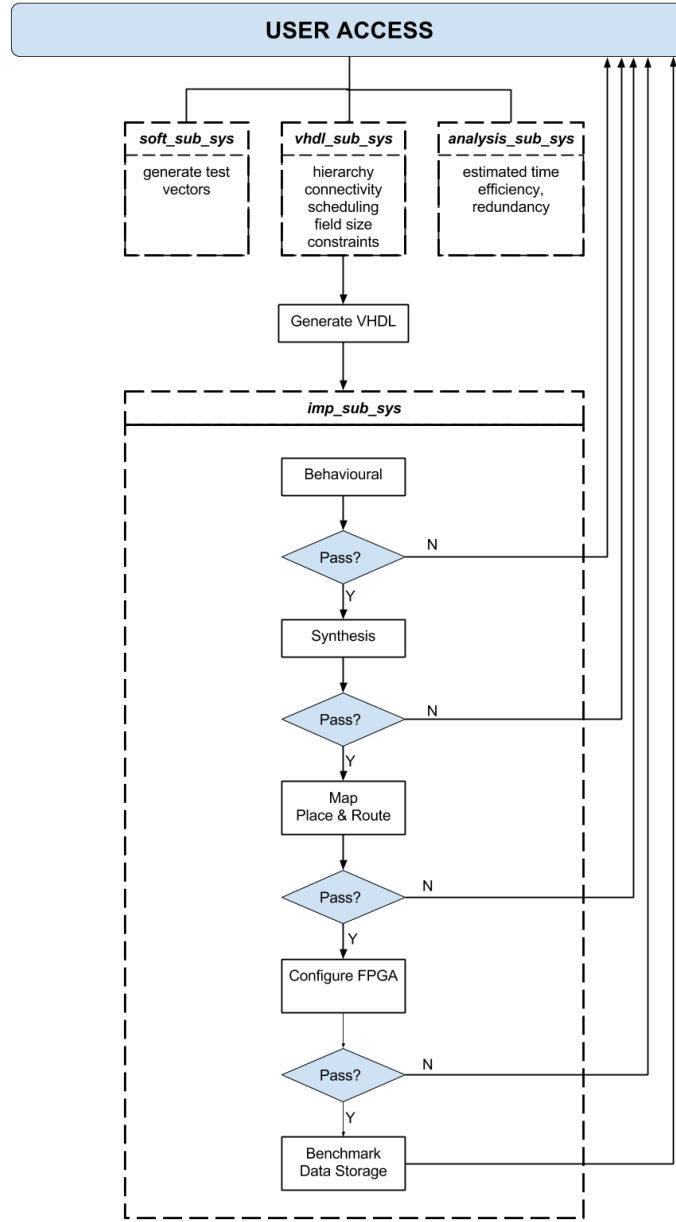 USER ACCESS
soft_sub_sys
generate test
vectors
vhdl_sub_sys
hierarchy
connectivity
scheduling
field size
constraints
analysis_sub_sys
estimated time
efficiency,
redundancy
Generate VHDL
imp_sub_sys
Behavioural
Pass?
N
Y
Synthesis
Pass?
N
Y
Map
Place & Route
Pass?
N
Y
Configure FPGA
Pass?
N
Y
Benchmark
Data Storage